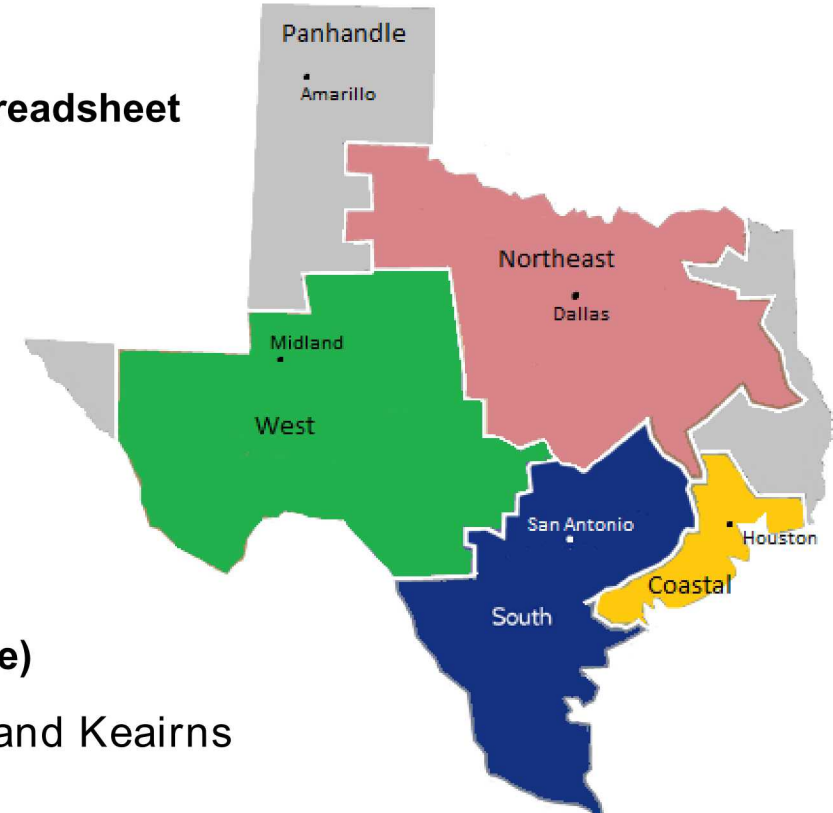 Panhandle
Amarillo
readsheet
Northeast
Dallas
Midland
West
San Antonio
Houston
Coastal
South
e)
and Keairns